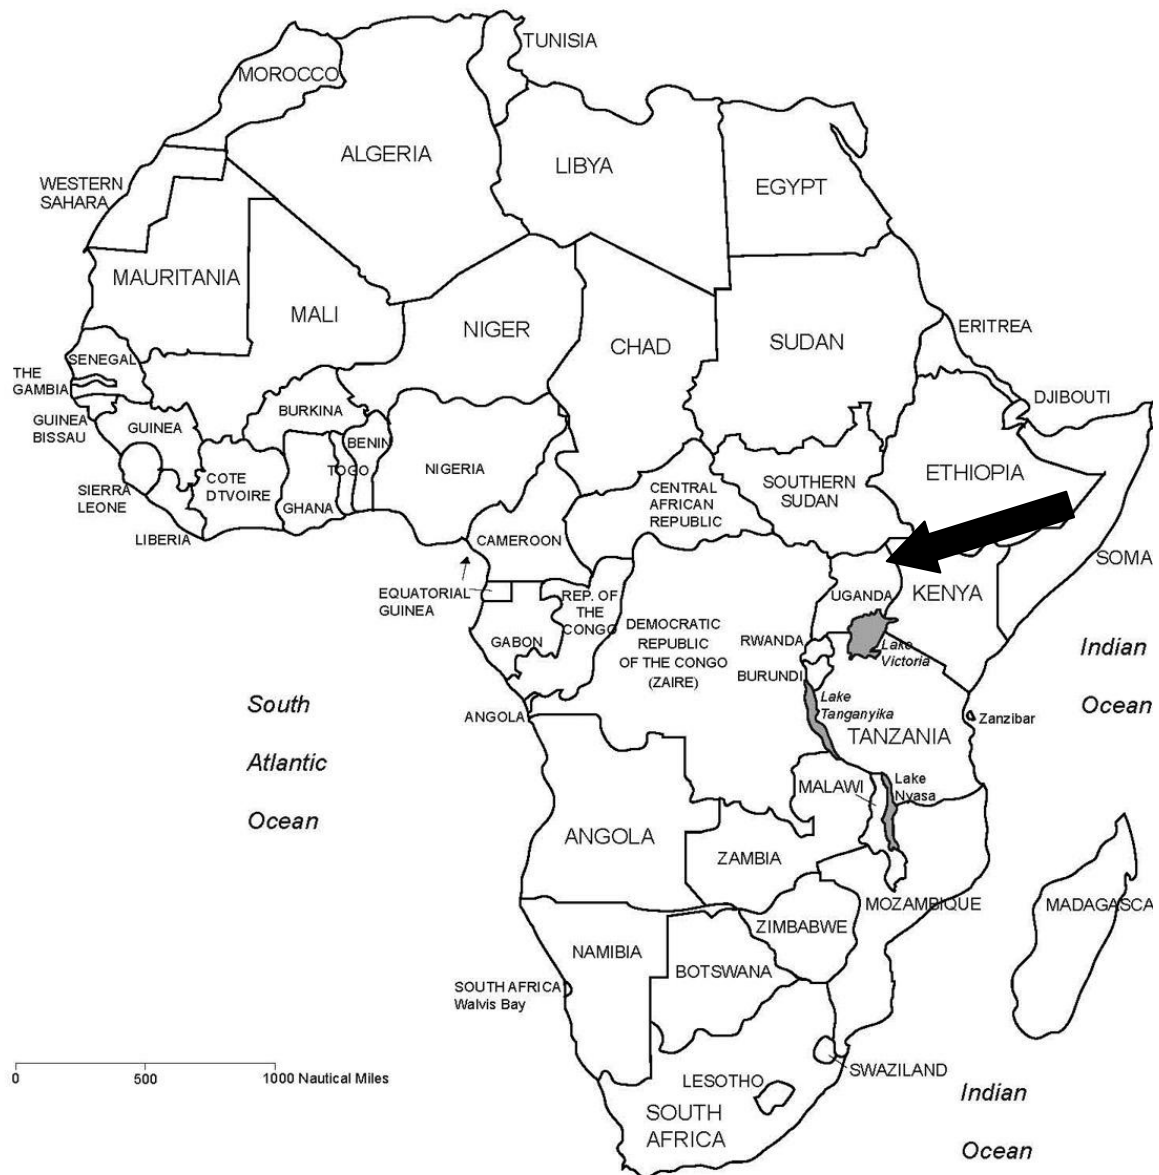 TUNISIA
MOROCCO
ALGERIA
LIBYA
EGYPT
WESTERN
SAHARA
MAURITANIA
MALI
NIGER
CHAD
SUDAN
ERITREA
SENEGAL
THE
GAMBIA
DJIBOUTI
GUINEA
BISSAU
GUINEA
BURKINA
BENIN
TOGO
NIGERIA
COTE
DTVOIRE
GHANA
SIERRA
LEONE
LIBERIA
CENTRAL
AFRICAN
REPUBLIC
SOUTHERN
SUDAN
ETHIOPIA
CAMEROON
SOMA
EQUATORIAL
GUINEA
REP. OF
THE
CONGO
GABON
UGANDA
KENYA
DEMOCRATIC
REPUBLIC
OF THE CONGO
(ZAIRE)
RWANDA
BURUNDI
Lake
Victoria
Indian
Ocean
Lake
Tanganyika
TANZANIA
Zanzibar
South
Atlantic
Ocean
ANGOLA
MALAWI
Lake
Nyasa
ANGOLA
ZAMBIA
MOZAMBIQUE
MADAGASCA
ZIMBABWE
NAMIBIA
BOTSWANA
SOUTH AFRICA
Walvis Bay
SWAZILAND
LESOTHO
SOUTH
AFRICA
0 500 1000 Nautical Miles
Indian
Ocean